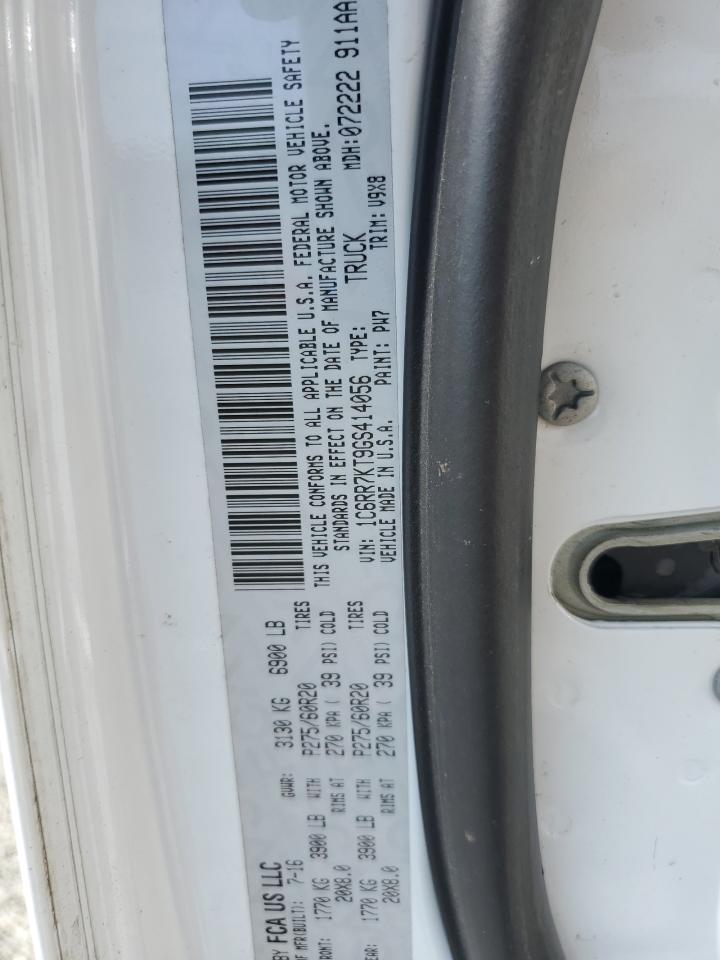 BY FCA US LLC
OF MFR(BUILT): 7-16 GVWR: 3130 KG 6900 LB
1770 KG 3900 LB WITH P275/60R20 TIRES
20X8.0 RIMS AT 270 KPA ( 39 PSI) COLD
1770 KG 3900 LB WITH P275/60R20 TIRES
20X8.0 RIMS AT 270 KPA ( 39 PSI) COLD
THIS VEHICLE CONFORMS TO ALL APPLICABLE U.S.A. FEDERAL MOTOR VEHICLE SAFETY
STANDARDS IN EFFECT ON THE DATE OF MANUFACTURE SHOWN ABOVE.
VIN: 1C6RR7KT9GS414056 TYPE: TRUCK MDH:072222 911AA
VEHICLE MADE IN U.S.A. PAINT: PW7 TRIM: V9X8